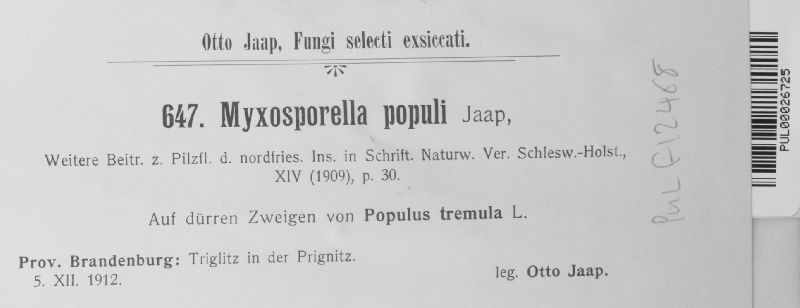 Otto Jaap, Fungi selecti exsiccati.
647. Myxosporella populi Jaap,
Weitere Beitr. z. Pilzfl. d. nordfries. Ins. in Schrift. Naturw. Ver. Schlesw.-Holst.,
XIV (1909), p. 30.
Auf dürren Zweigen von Populus tremula L.
Prov. Brandenburg: Triglitz in der Prignitz.
5. XII. 1912.
leg. Otto Jaap.
PUL F12468
PUL00026725